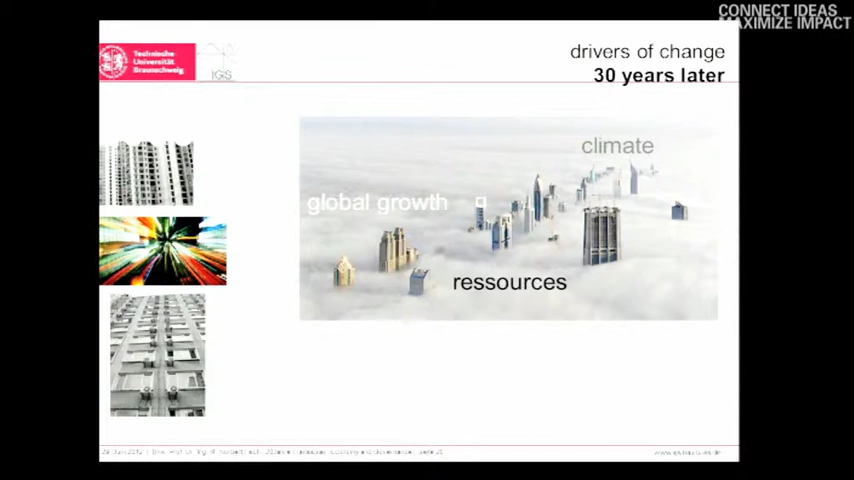 CONNECT IDEAS
MAXIMIZE IMPACT
Technische
Universität
Braunschweig
IGS
drivers of change
30 years later
climate
global growth
ressources